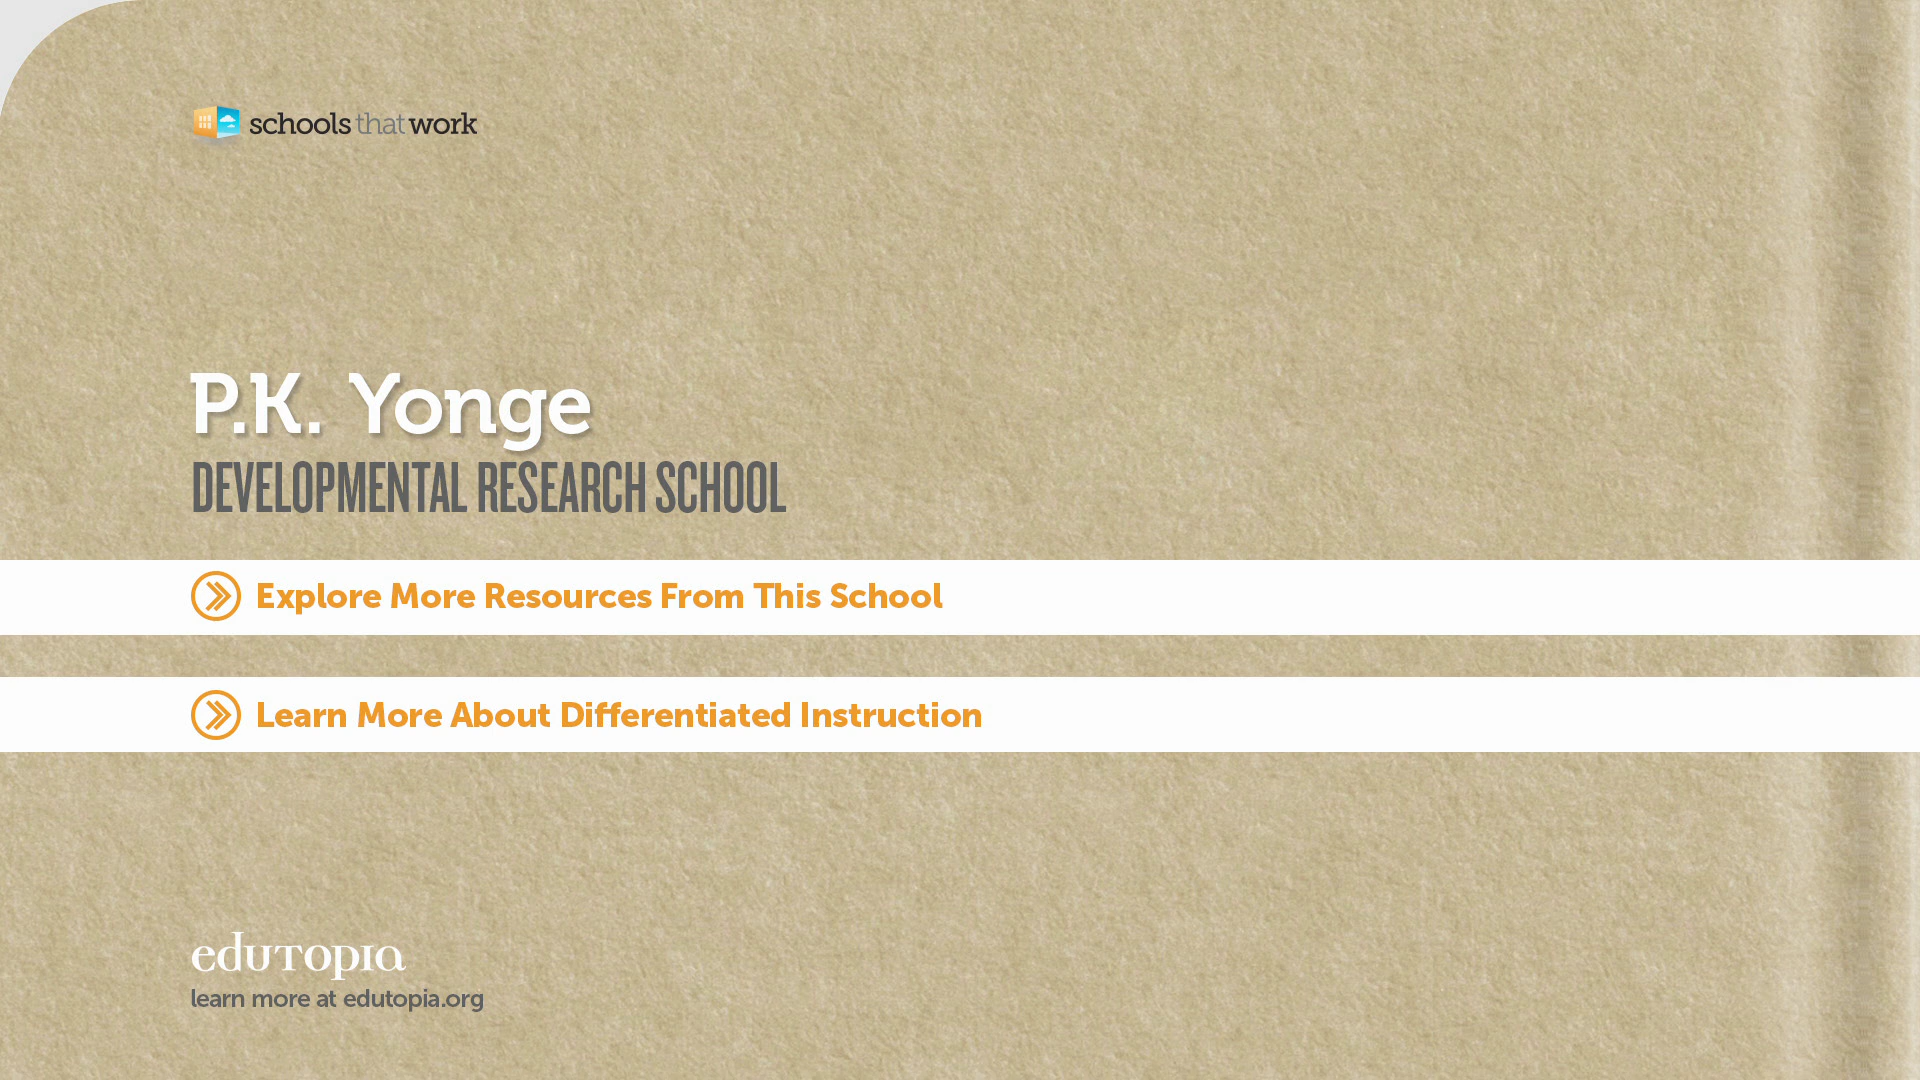 schools that work
P.K. Yonge
DEVELOPMENTAL RESEARCH SCHOOL
Explore More Resources From This School
Learn More About Differentiated Instruction
edutopia
learn more at edutopia.org